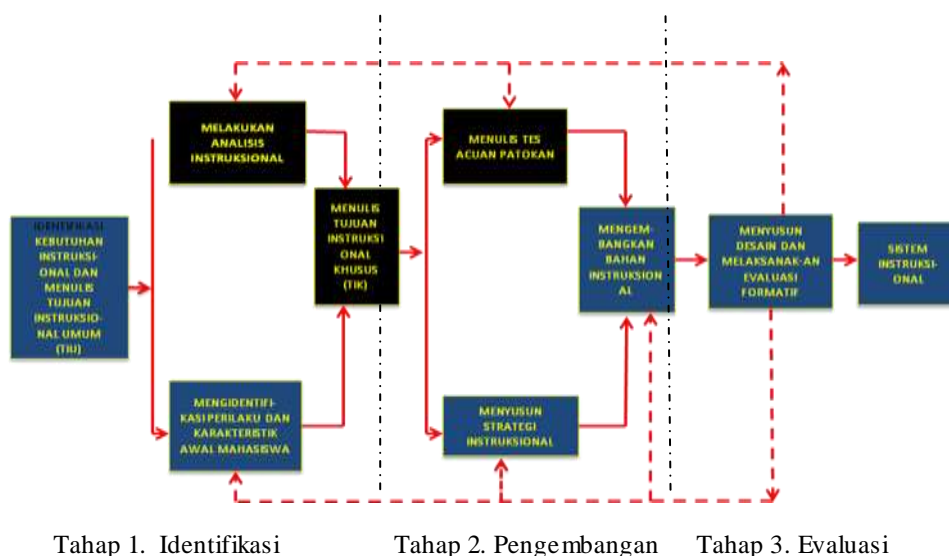 MELAKUKAN
ANALISIS
INSTRUKSIONAL
MENULIS TES
ACUAN PATOKAN
IDENTIFIKASI
KEBUTUHAN
INSTRUKSI-
ONAL DAN
MENULIS
TUJUAN
INSTRUKSIO-
NAL UMUM
(TIU)
MENULIS
TUJUAN
INSTRUKSI
ONAL
KHUSUS
(TIK)
MENGEM-
BANGKAN
BAHAN
INSTRUKSION
AL
MENYUSUN
DESAIN DAN
MELAKSANAK-AN
EVALUASI
FORMATIF
SISTEM
INSTRUKSI-
ONAL
MENGIDENTIFI-
KASI PERILAKU DAN
KARAKTERISTIK
AWAL MAHASISWA
MENYUSUN
STRATEGI
INSTRUKSIONAL
Tahap 1. Identifikasi
Tahap 2. Pengembangan
Tahap 3. Evaluasi